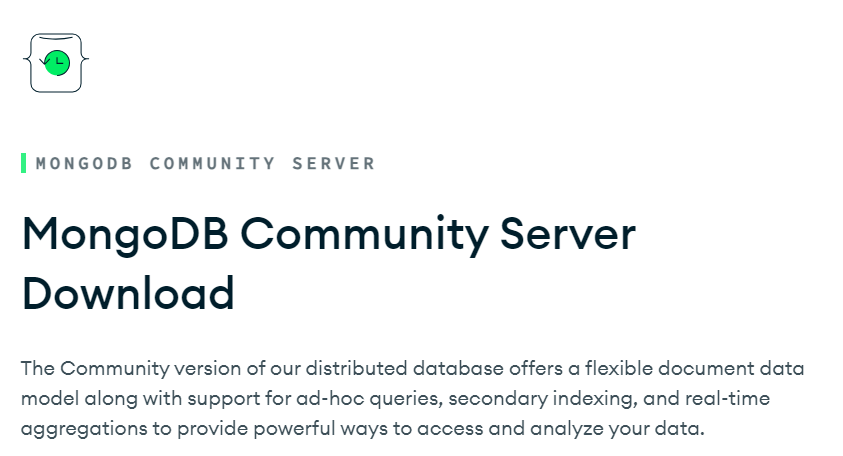 MONGODB COMMUNITY SERVER
MongoDB Community Server
Download
The Community version of our distributed database offers a flexible document data
model along with support for ad-hoc queries, secondary indexing, and real-time
aggregations to provide powerful ways to access and analyze your data.